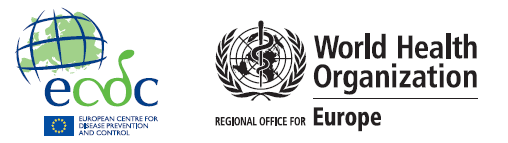 ecdc
EUROPEAN CENTRE FOR
DISEASE PREVENTION
AND CONTROL
World Health
Organization
REGIONAL OFFICE FOR Europe